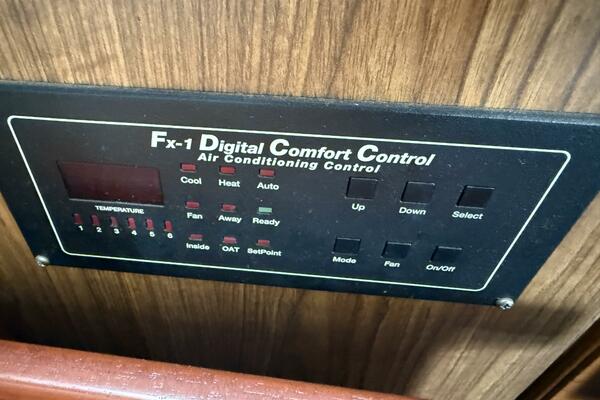 Fx-1 Digital Comfort Control
Air Conditioning Control
Cool Heat Auto
Up Down Select
TEMPERATURE
Fan Away Ready
1 2 3 4 5 6
Inside OAT SetPoint
Mode Fan On/Off